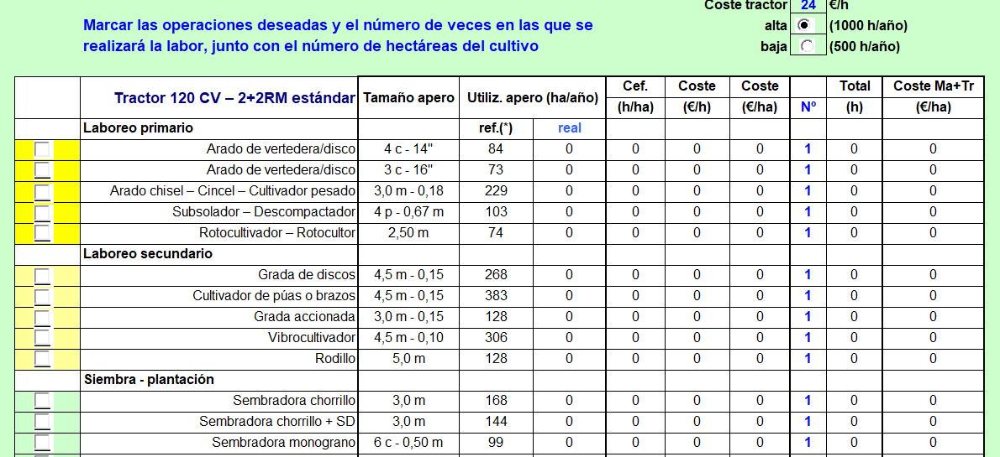 Coste tractor 24 €/h
Marcar las operaciones deseadas y el número de veces en las que se
alta (1000 h/año)
realizará la labor, junto con el número de hectáreas del cultivo
baja (500 h/año)
Tractor 120 CV – 2+2RM estándar Tamaño apero Utiliz. apero (ha/año) Cef. Coste Coste Total Coste Ma+Tr
(h/ha) (€/h) (€/ha) Nº (h) (€/ha)
Laboreo primario ref.(*) real
Arado de vertedera/disco 4 c - 14" 84 0 0 0 0 1 0 0
Arado de vertedera/disco 3 c - 16" 73 0 0 0 0 1 0 0
Arado chisel – Cincel – Cultivador pesado 3,0 m - 0,18 229 0 0 0 0 1 0 0
Subsolador – Descompactador 4 p - 0,67 m 103 0 0 0 0 1 0 0
Rotocultivador – Rotocultor 2,50 m 74 0 0 0 0 1 0 0
Laboreo secundario
Grada de discos 4,5 m - 0,15 268 0 0 0 0 1 0 0
Cultivador de púas o brazos 4,5 m - 0,15 383 0 0 0 0 1 0 0
Grada accionada 3,0 m - 0,15 128 0 0 0 0 1 0 0
Vibrocultivador 4,5 m - 0,10 306 0 0 0 0 1 0 0
Rodillo 5,0 m 128 0 0 0 0 1 0 0
Siembra - plantación
Sembradora chorrillo 3,0 m 168 0 0 0 0 1 0 0
Sembradora chorrillo + SD 3,0 m 144 0 0 0 0 1 0 0
Sembradora monograno 6 c - 0,50 m 99 0 0 0 0 1 0 0